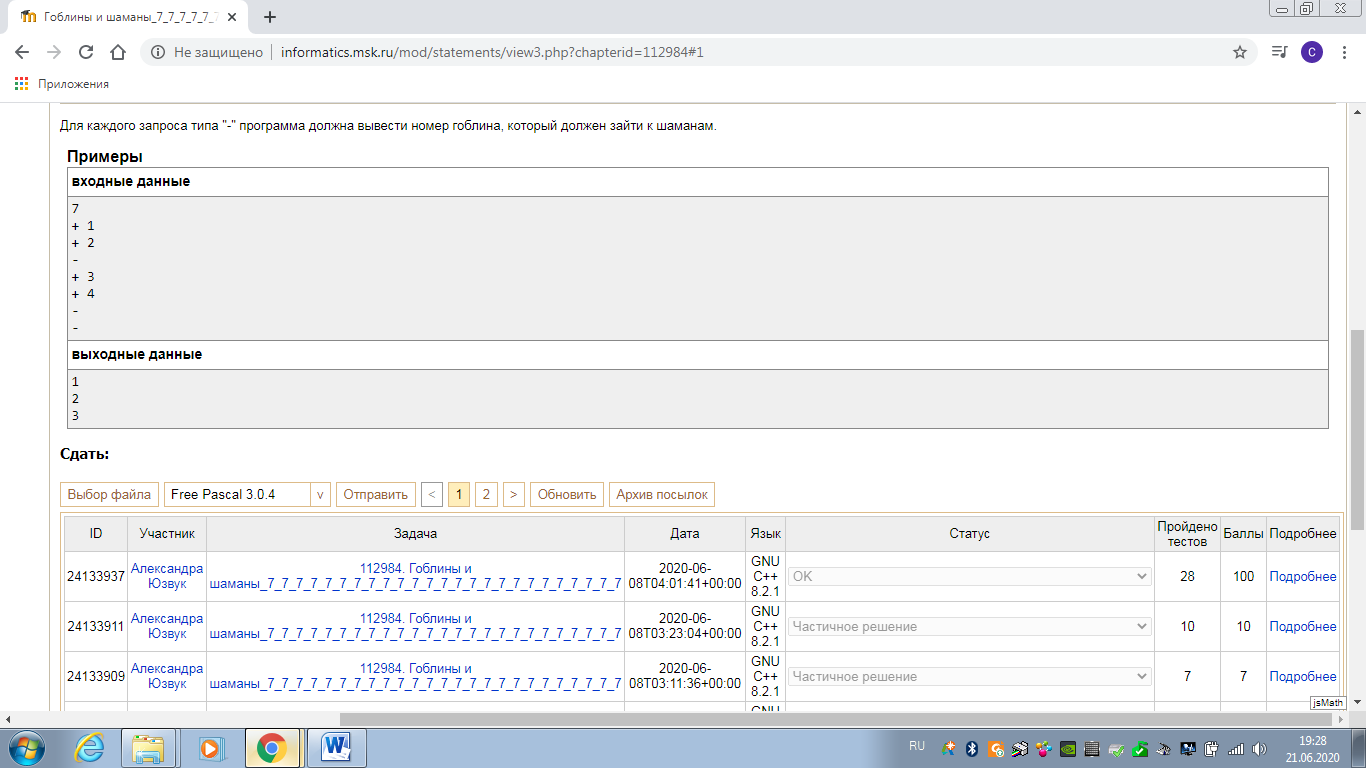 Гоблины и шаманы_7_7_7_7_7_7
Не защищено
informatics.msk.ru/mod/statements/view3.php?chapterid=112984#1
C
Приложения
Для каждого запроса типа "-" программа должна вывести номер гоблина, который должен зайти к шаманам.
Примеры
входные данные
7
+ 1
+ 2
-
+ 3
+ 4
-
-
выходные данные
1
2
3
Сдать:
Выбор файла Free Pascal 3.0.4 v Отправить < 1 2 > Обновить Архив посылок
ID Участник Задача Дата Язык Статус Пройдено тестов Баллы Подробнее
24133937 Александра Юзвук 112984. Гоблины и шаманы_7_7_7_7_7_7_7_7_7_7_7_7_7_7_7_7_7_7_7_7_7_7_7_7_7 2020-06-08T04:01:41+00:00 GNU C++ 8.2.1 OK 28 100 Подробнее
24133911 Александра Юзвук 112984. Гоблины и шаманы_7_7_7_7_7_7_7_7_7_7_7_7_7_7_7_7_7_7_7_7_7_7_7_7_7 2020-06-08T03:23:04+00:00 GNU C++ 8.2.1 Частичное решение 10 10 Подробнее
24133909 Александра Юзвук 112984. Гоблины и шаманы_7_7_7_7_7_7_7_7_7_7_7_7_7_7_7_7_7_7_7_7_7_7_7_7_7 2020-06-08T03:11:36+00:00 GNU C++ 8.2.1 Частичное решение 7 7 Подробнее
GNU
jsMath
RU
19:28
21.06.2020